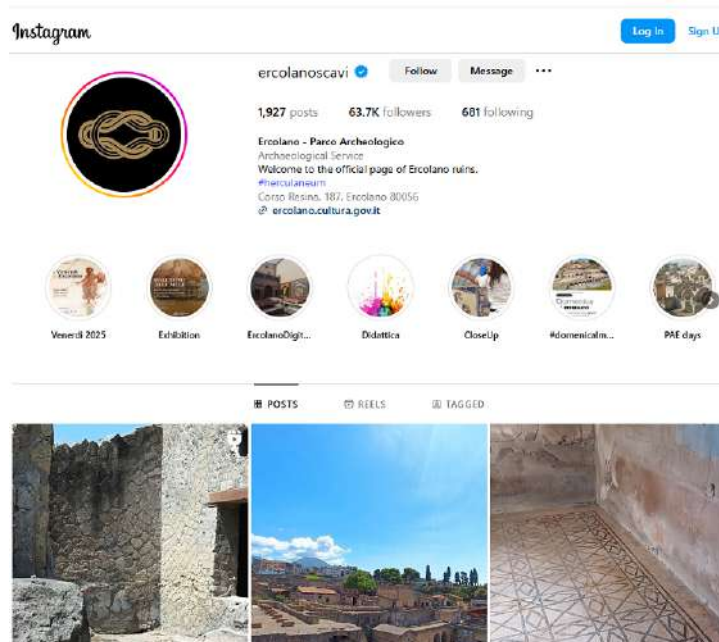 Instagram
Log In
Sign U
ercolanoscavi
Follow
Message
1,927 posts
63.7K followers
681 following
Ercolano - Parco Archeologico
Archaeological Service
Welcome to the official page of Ercolano ruins.
#herculaneum
Corso Resina, 187, Ercolano 80056
ercolano.cultura.gov.it
Venerdì 2025
Exhibition
ErcolanoDigit...
Didattica
CloseUp
#domenicalm...
PAE days
POSTS
REELS
TAGGED